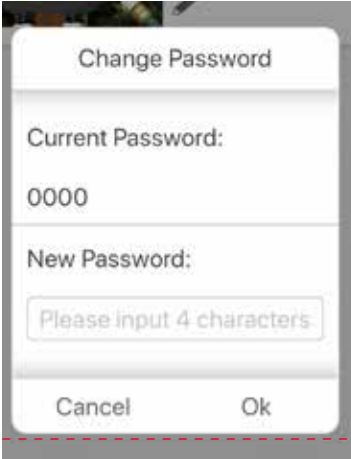 Change Password
Current Password:
0000
New Password:
Please input 4 characters
Cancel Ok